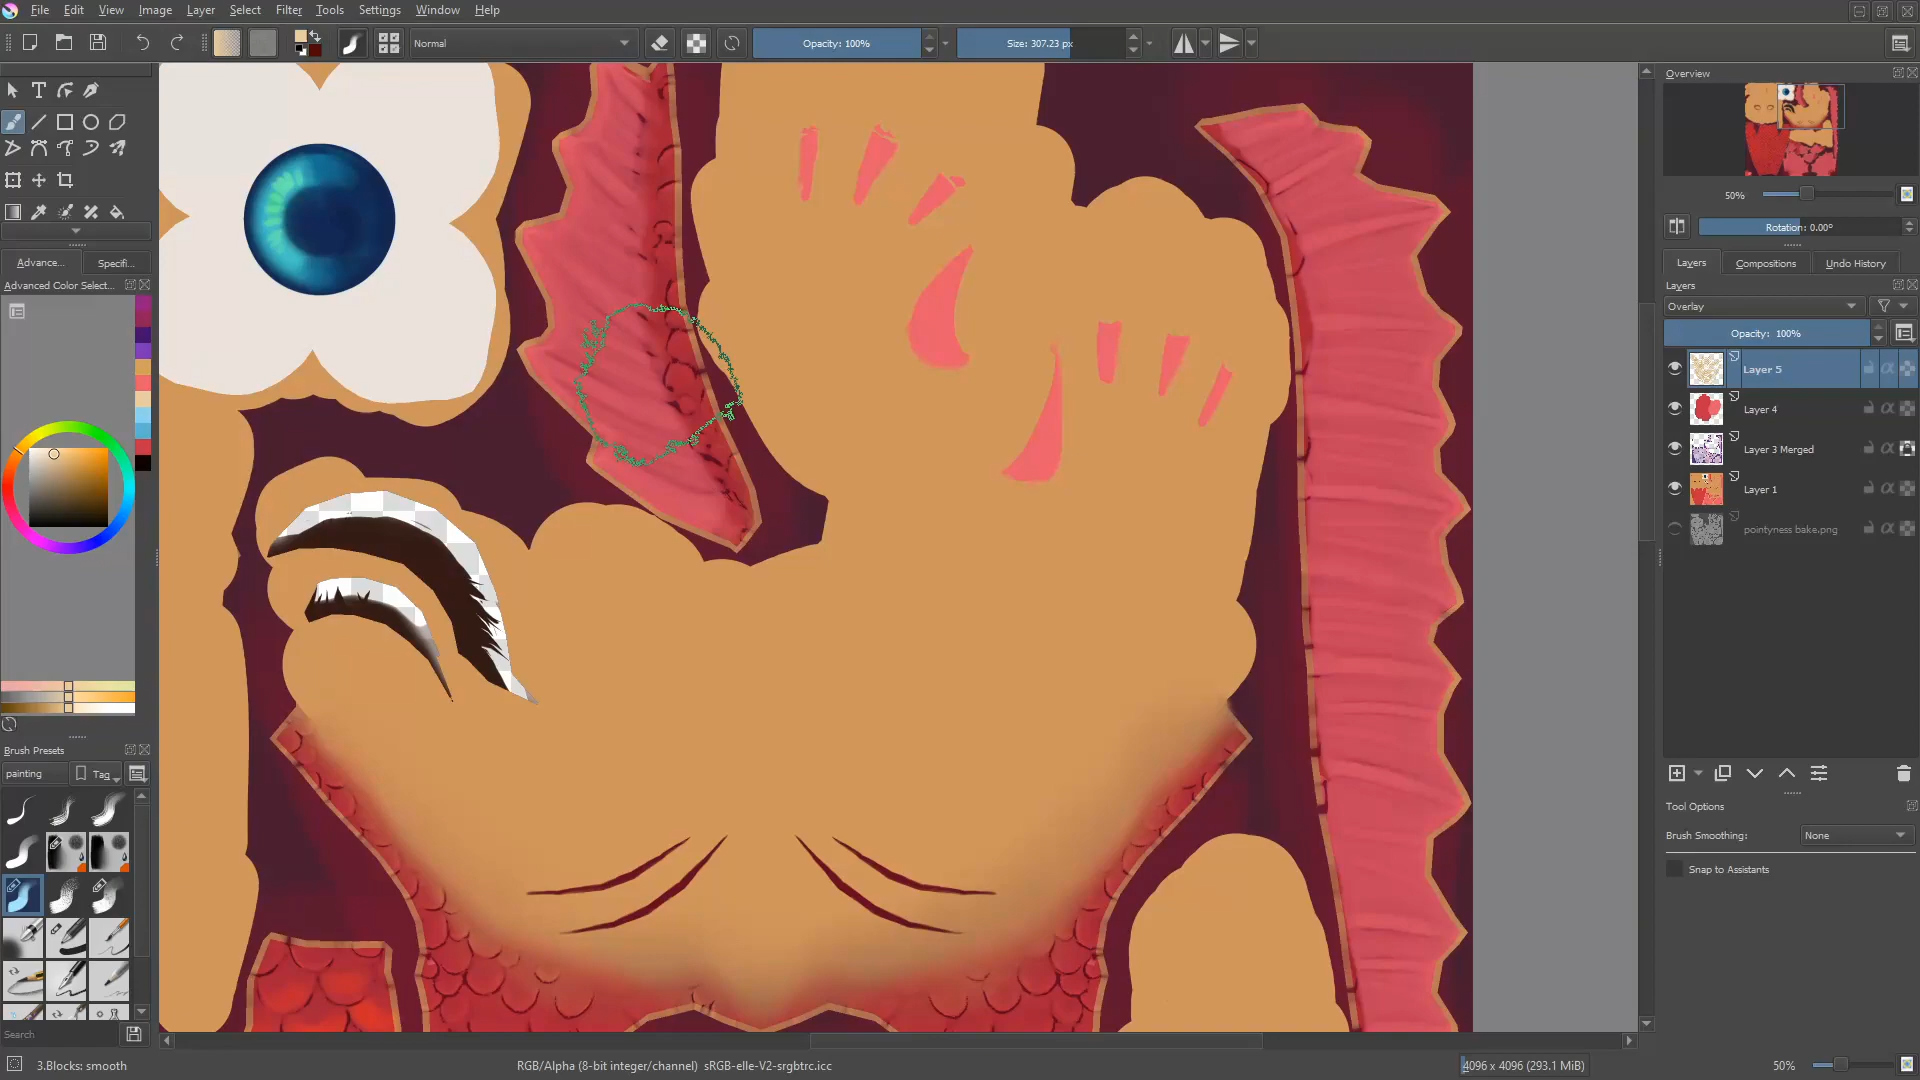 File Edit View Image Layer Select Filter Tools Settings Window Help
Normal
Opacity: 100%
Size: 307.23 px
Overview
50%
Rotation: 0.00°
Advance...
Specifi...
Advanced Color Select...
Layers
Compositions
Undo History
Layers
Overlay
Opacity: 100%
Layer 5
Layer 4
Layer 3 Merged
Layer 1
pointyness bake.png
Brush Presets
painting
Tag
Search
Tool Options
Brush Smoothing:
None
Snap to Assistants
3.Blocks: smooth
RGB/Alpha (8-bit integer/channel) sRGB-elle-V2-srgbtrc.icc
4096 x 4096 (293.1 MiB)
50%